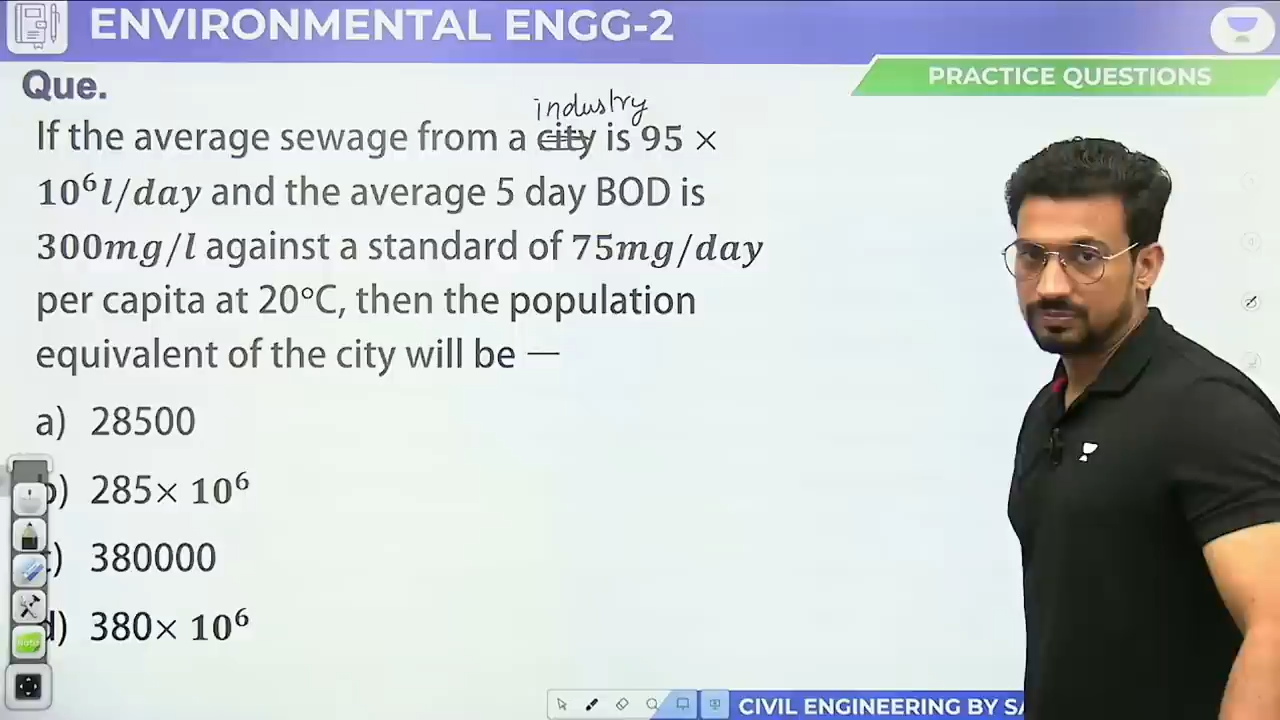 ENVIRONMENTAL ENGG-2
PRACTICE QUESTIONS
Que.
industry
If the average sewage from a city is 95 ×
10⁶l/day and the average 5 day BOD is
300mg/l against a standard of 75mg/day
per capita at 20°C, then the population
equivalent of the city will be —
a) 28500
b) 285× 10⁶
c) 380000
d) 380× 10⁶
CIVIL ENGINEERING BY